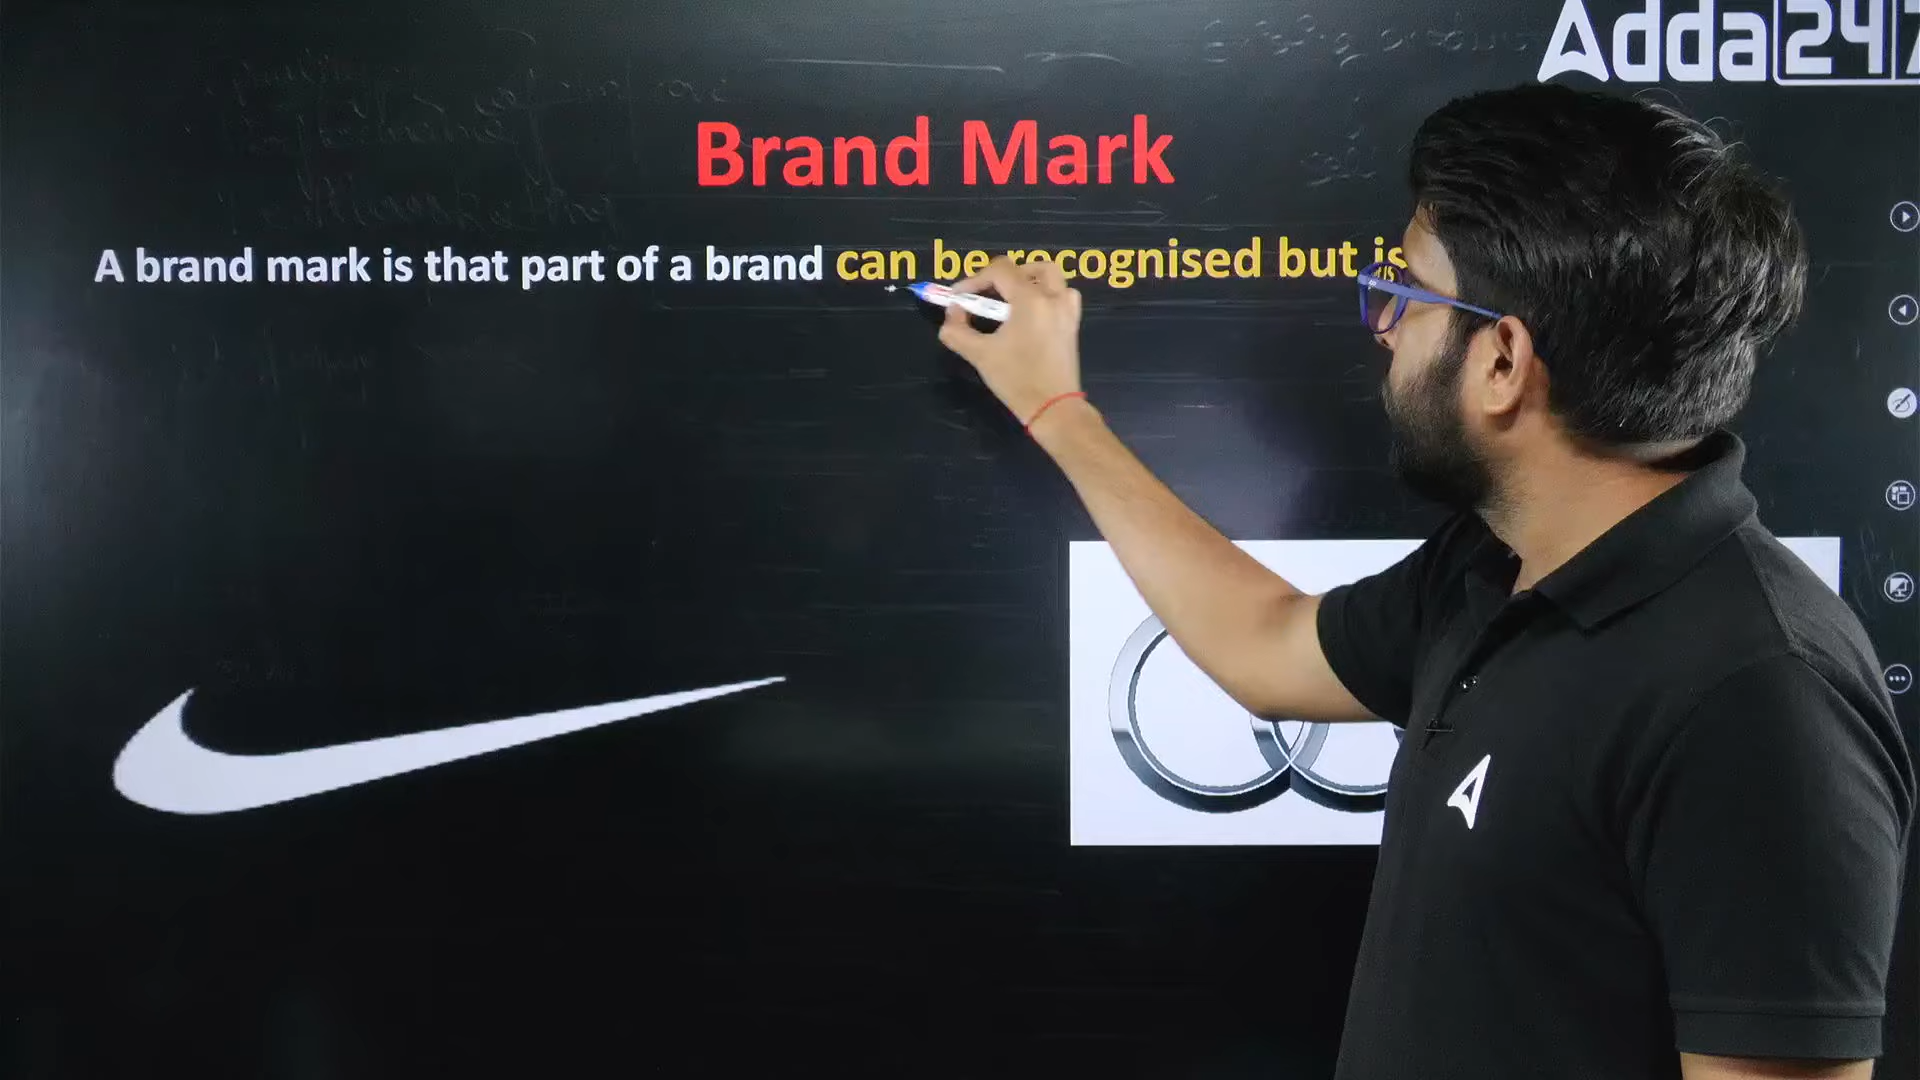 Adda247
Brand Mark
A brand mark is that part of a brand can be recognised but is